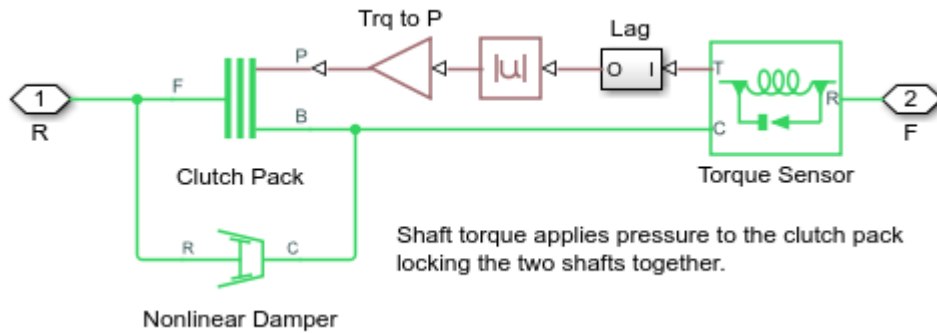 Trq to P
Lag
P
|u|
O I
T
1
F
R
2
B
C
R
F
Clutch Pack
Torque Sensor
R
C
Shaft torque applies pressure to the clutch pack
locking the two shafts together.
Nonlinear Damper